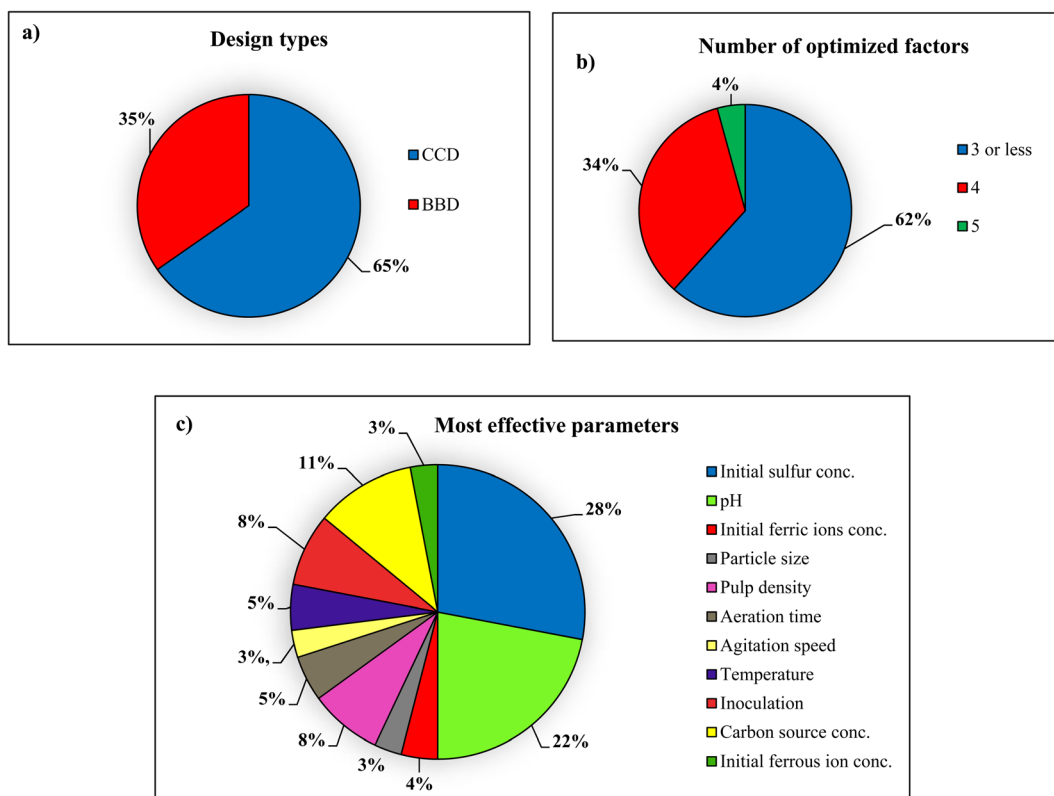 a)
Design types
35%
65%
CCD
BBD
b)
Number of optimized factors
4%
34%
62%
3 or less
4
5
c)
Most effective parameters
3%
11%
28%
8%
5%
3%,
5%
8%
3%
4%
22%
Initial sulfur conc.
pH
Initial ferric ions conc.
Particle size
Pulp density
Aeration time
Agitation speed
Temperature
Inoculation
Carbon source conc.
Initial ferrous ion conc.